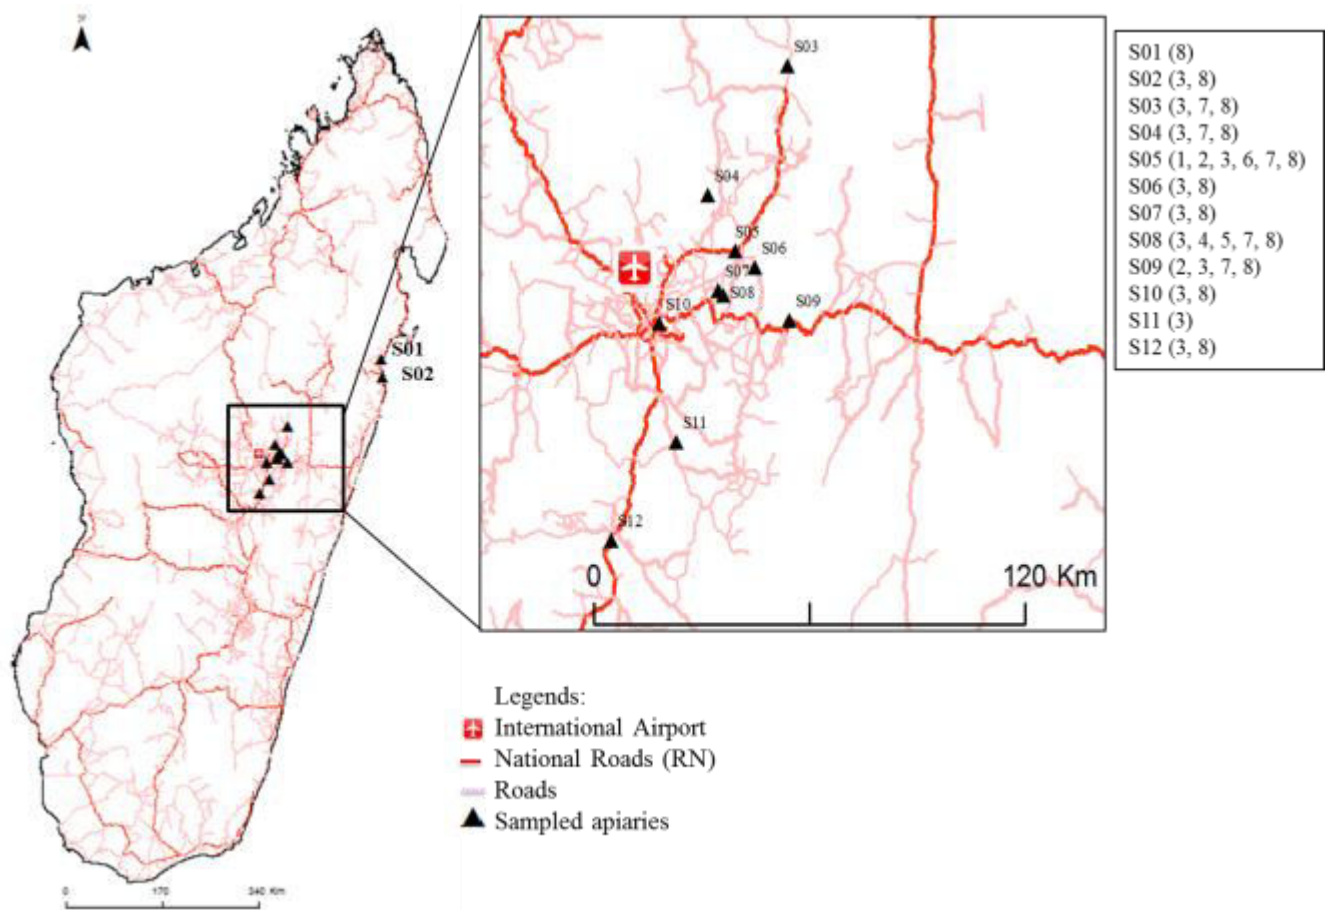 S03
S04
S05
S06
S07
S08
S09
S10
S11
S12
0
120 Km
S01 (8)
S02 (3, 8)
S03 (3, 7, 8)
S04 (3, 7, 8)
S05 (1, 2, 3, 6, 7, 8)
S06 (3, 8)
S07 (3, 8)
S08 (3, 4, 5, 7, 8)
S09 (2, 3, 7, 8)
S10 (3, 8)
S11 (3)
S12 (3, 8)
S01
S02
Legends:
International Airport
National Roads (RN)
Roads
Sampled apiaries
0
170
340 Km